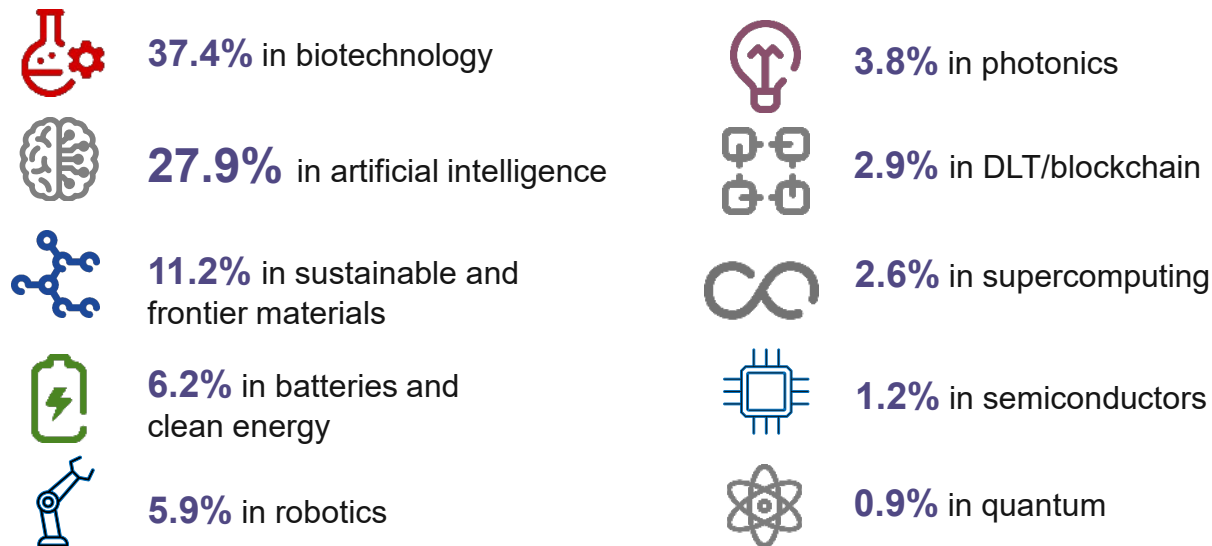 37.4% in biotechnology
27.9% in artificial intelligence
11.2% in sustainable and
frontier materials
6.2% in batteries and
clean energy
5.9% in robotics
3.8% in photonics
2.9% in DLT/blockchain
2.6% in supercomputing
1.2% in semiconductors
0.9% in quantum